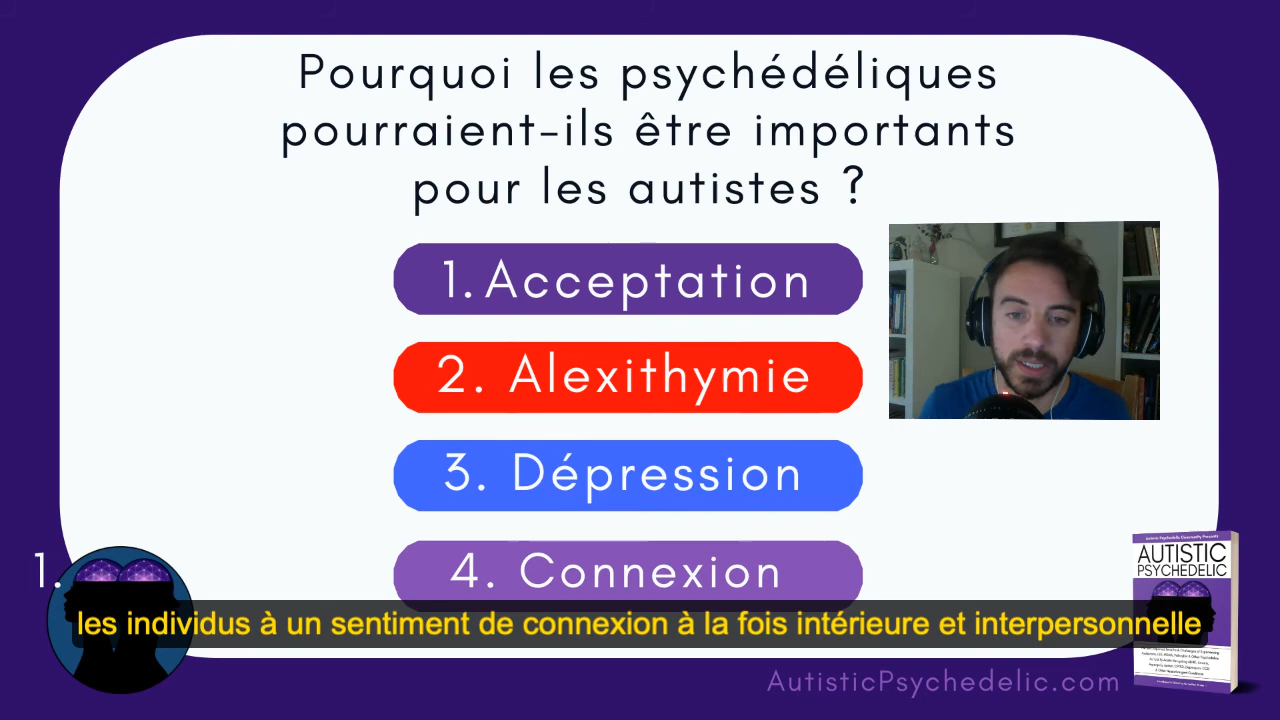 Pourquoi les psychédéliques
pourraient-ils être importants
pour les autistes ?
1. Acceptation
2. Alexithymie
3. Dépression
4. Connexion
1.
les individus à un sentiment de connexion à la fois intérieure et interpersonnelle
AUTISTIC
PSYCHEDELIC
AutisticPsychedelic.com